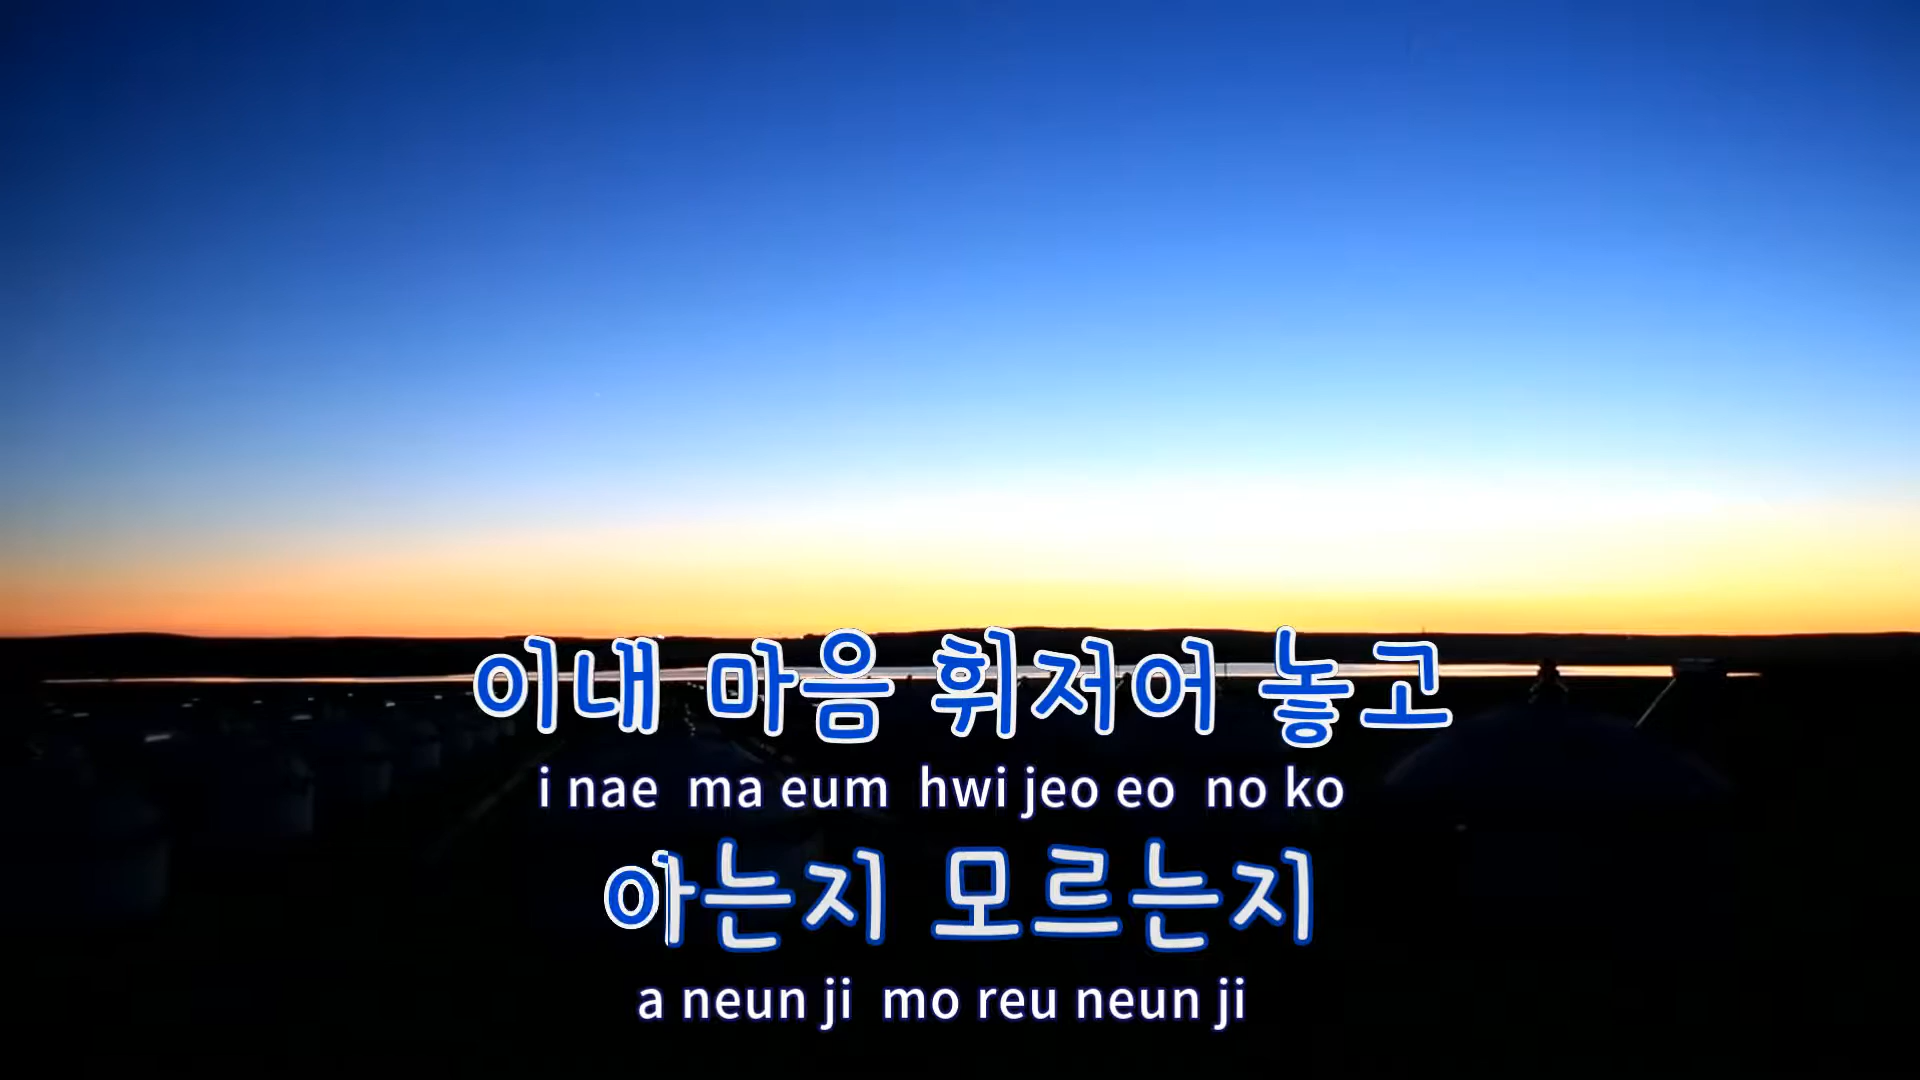 이내 마음 휘저어 놓고
i nae ma eum hwi jeo eo no ko
아는지 모르는지
a neun ji mo reu neun ji